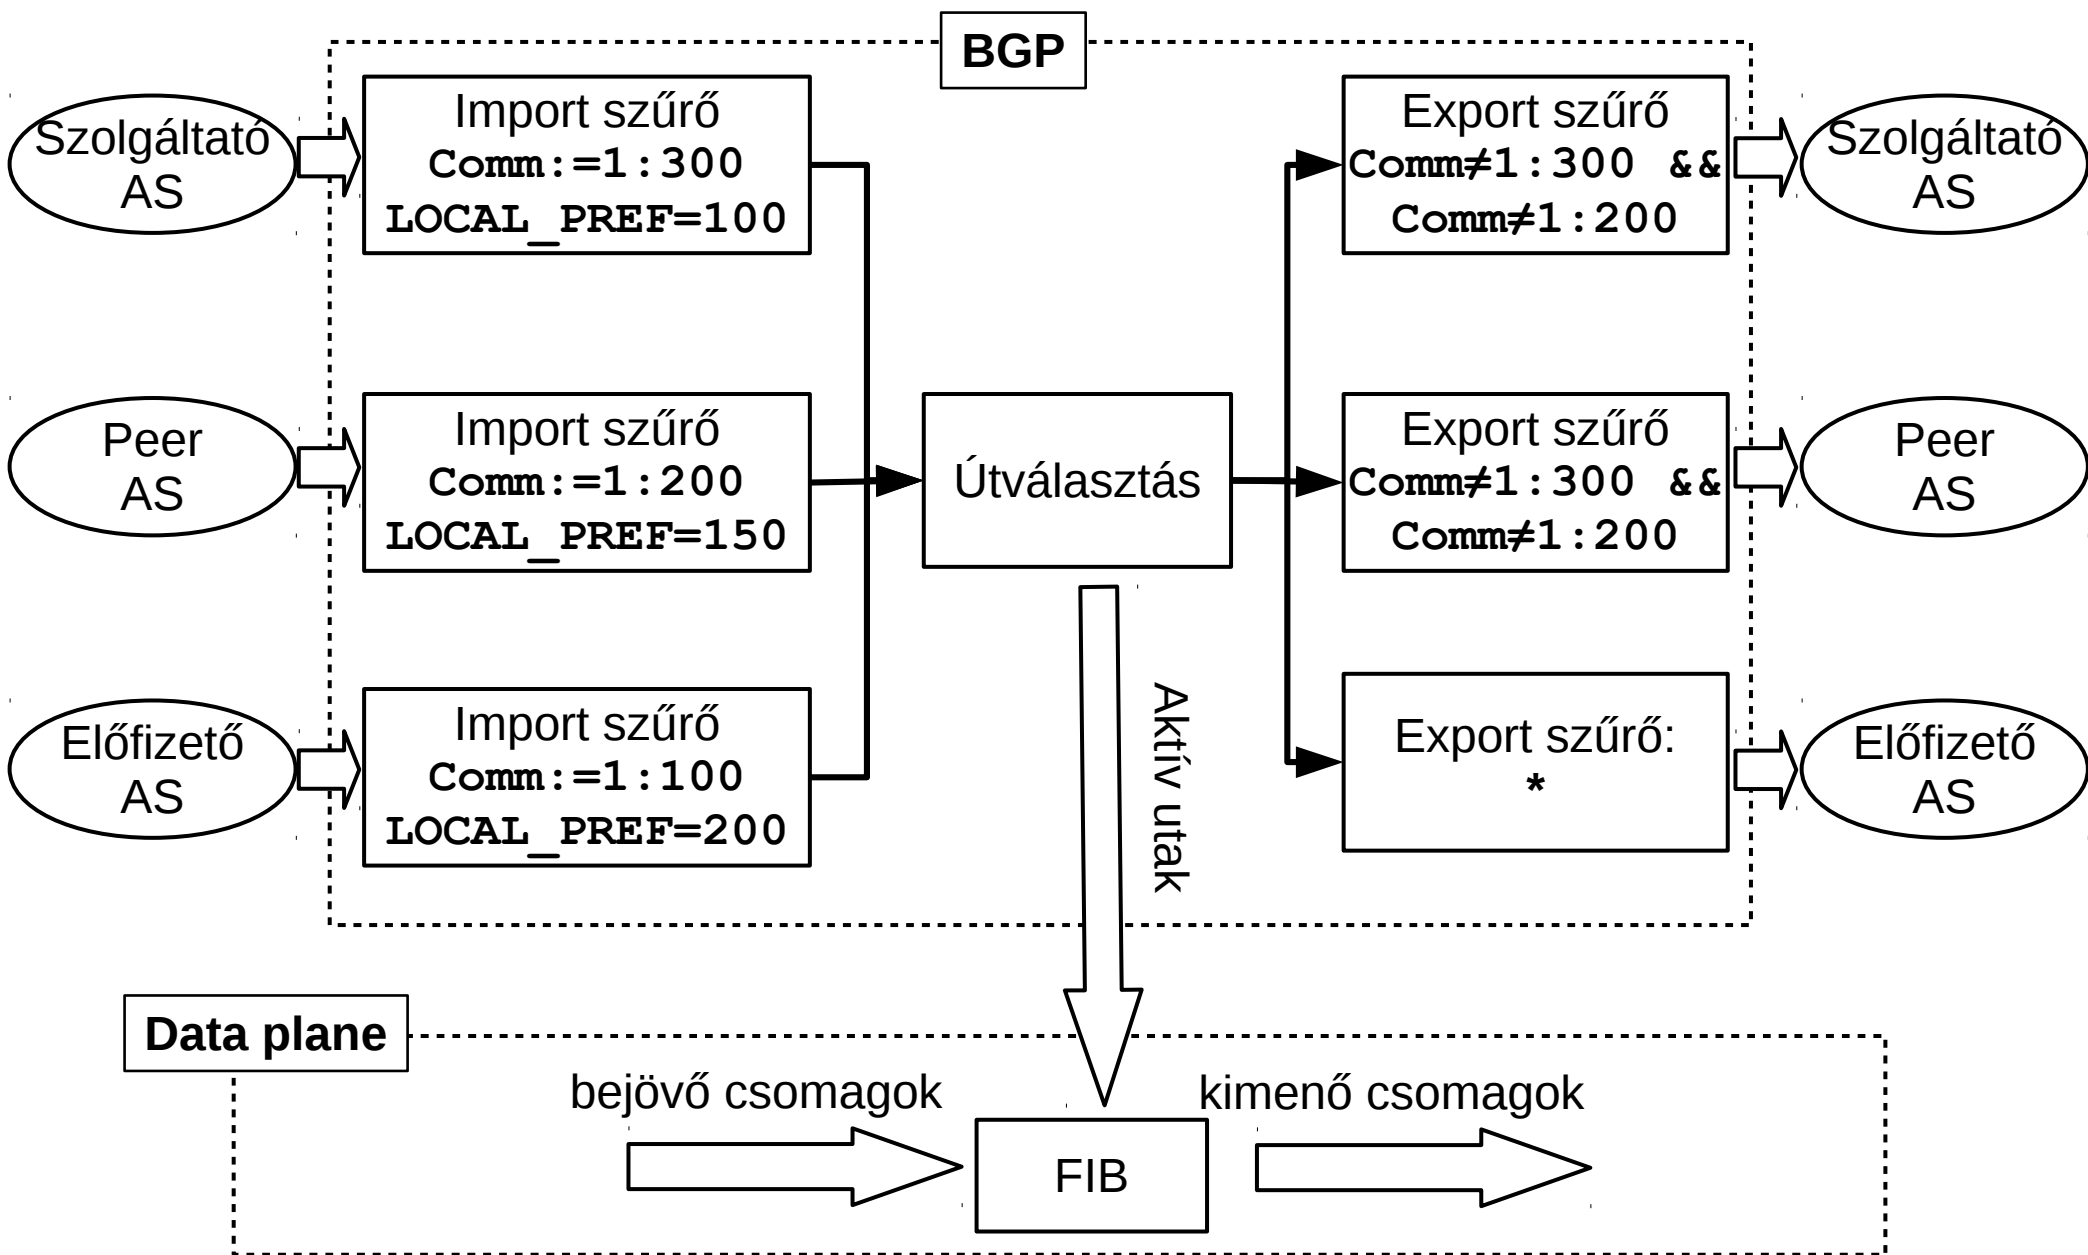 BGP
Szolgáltató
AS
Import szűrő
Comm:=1:300
LOCAL_PREF=100
Export szűrő
Comm≠1:300 &&
Comm≠1:200
Szolgáltató
AS
Peer
AS
Import szűrő
Comm:=1:200
LOCAL_PREF=150
Útválasztás
Export szűrő
Comm≠1:300 &&
Comm≠1:200
Peer
AS
Előfizető
AS
Import szűrő
Comm:=1:100
LOCAL_PREF=200
Aktív utak
Export szűrő:
*
Előfizető
AS
Data plane
bejövő csomagok
FIB
kimenő csomagok